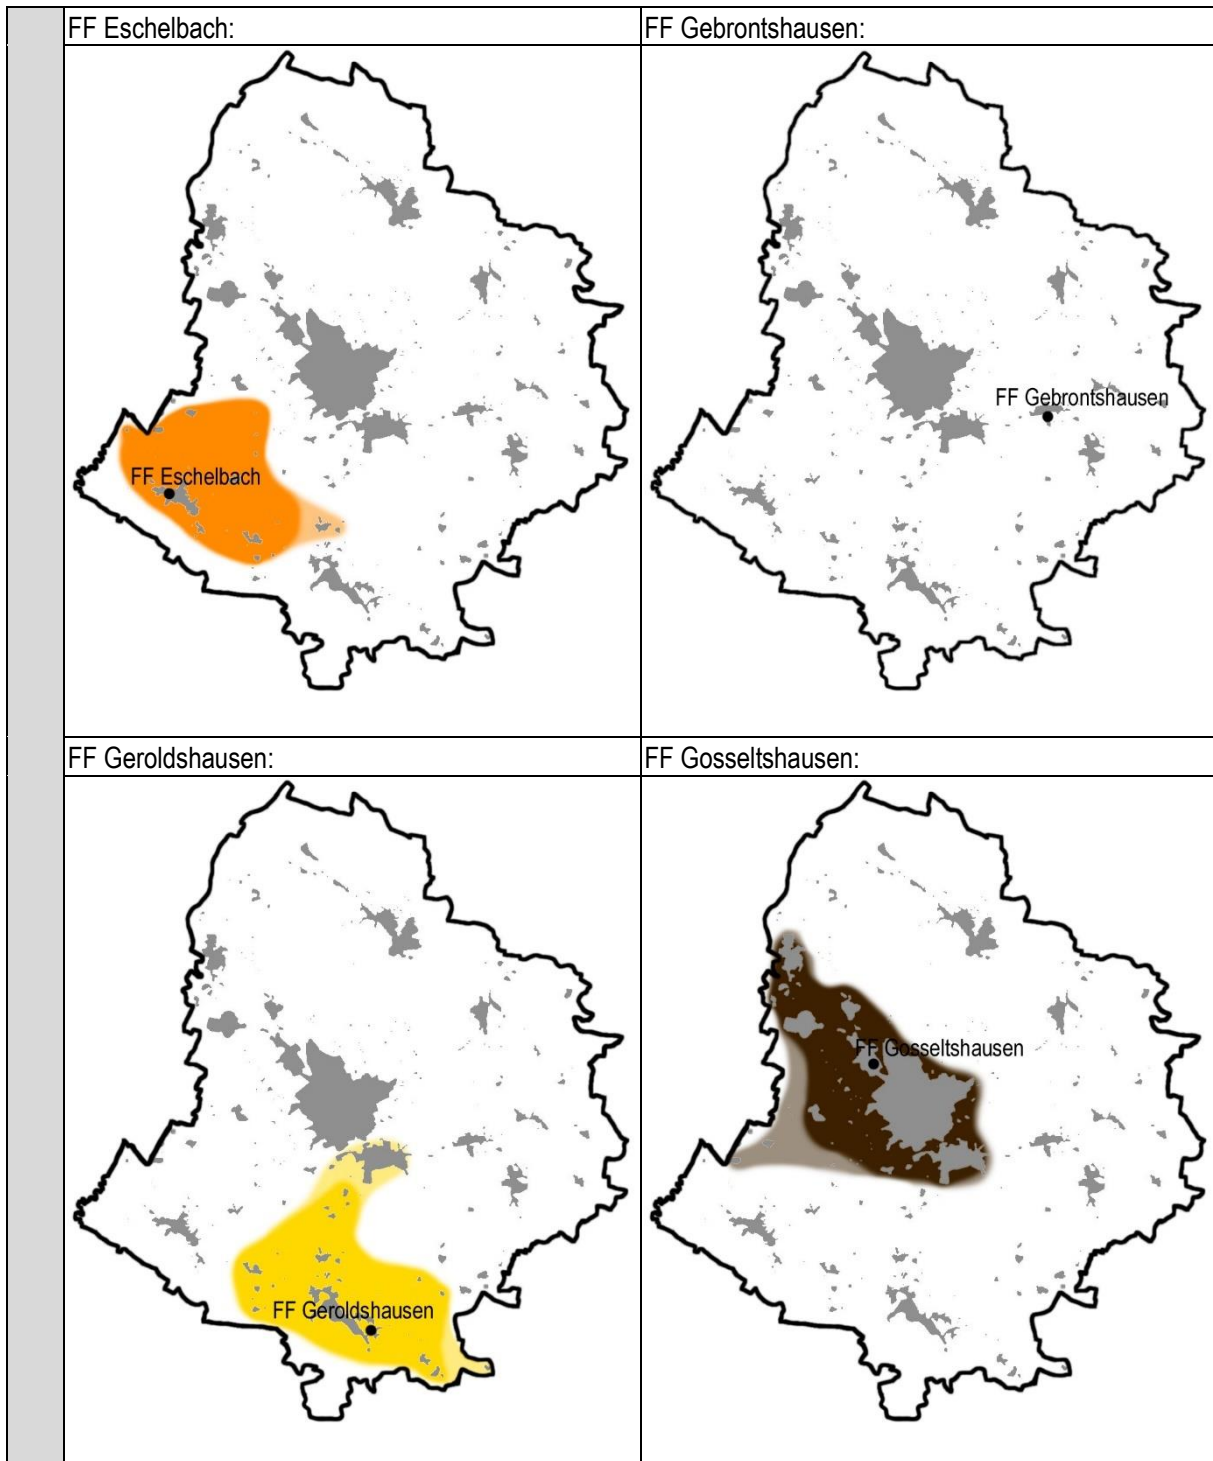 FF Eschelbach:
FF Gebrontshausen:
FF Eschelbach
FF Gebrontshausen
FF Geroldshausen:
FF Gosseltshausen:
FF Geroldshausen
FF Gosseltshausen